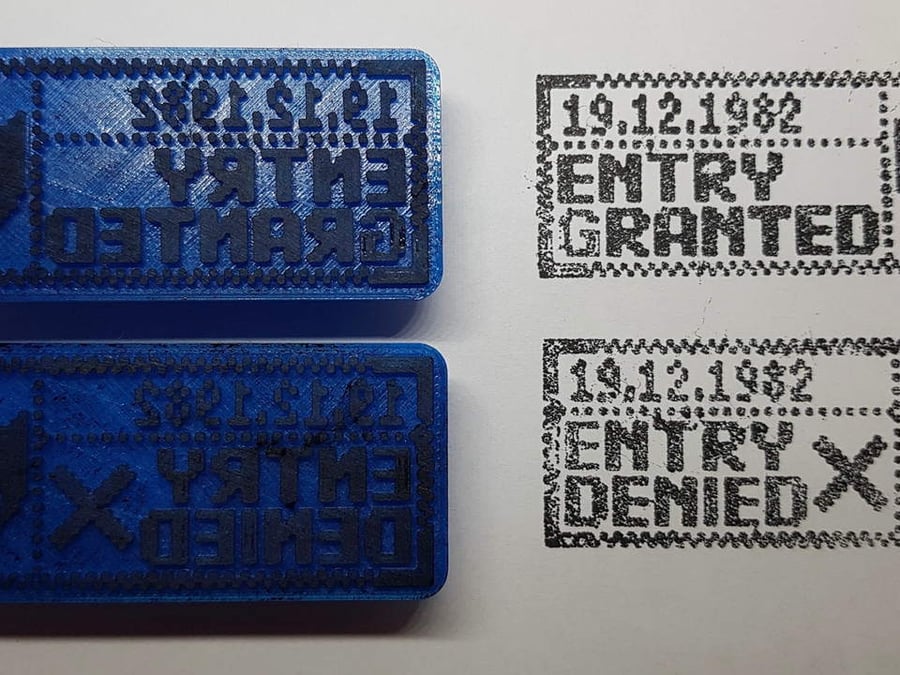 19.12.1982
ENTRY
GRANTED
19.12.1982
ENTRY
GRANTED
19.12.1982
ENTRY
DENIED
19.12.1982
ENTRY
DENIED